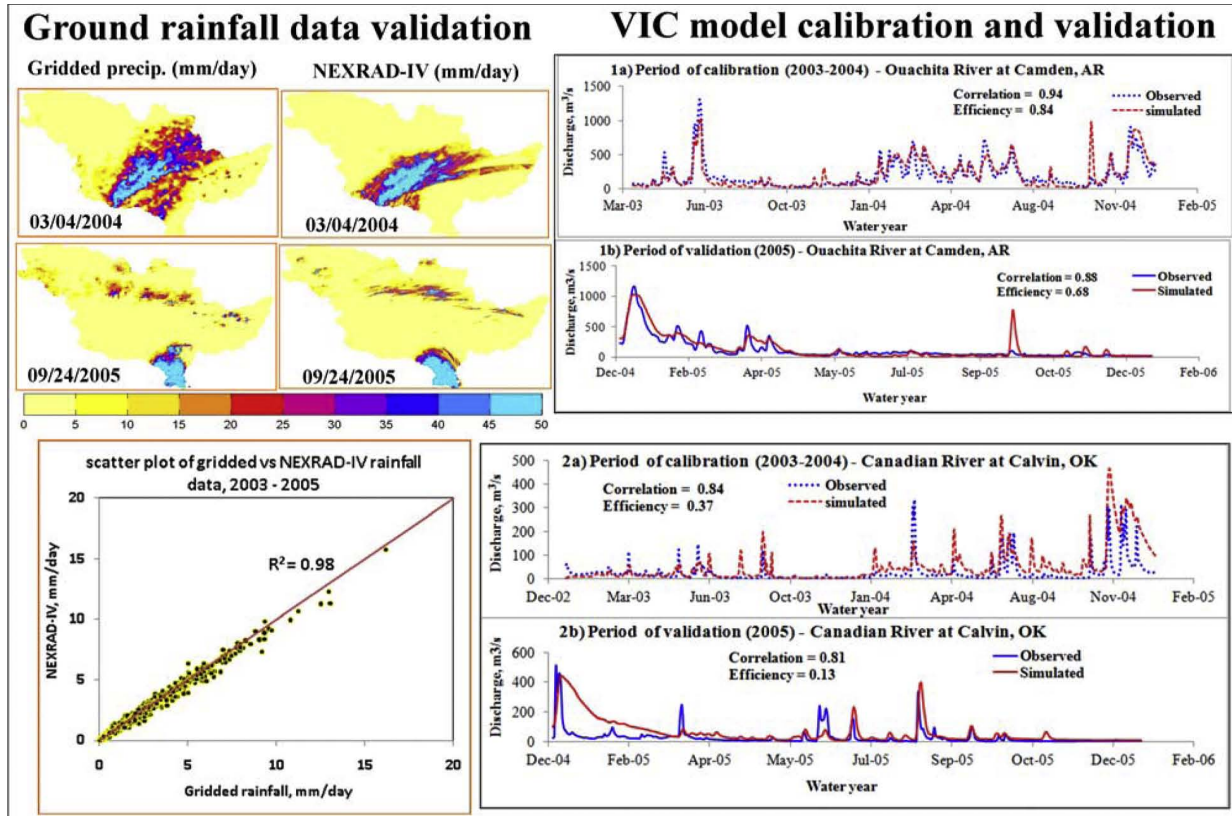 Ground rainfall data validation
Gridded precip. (mm/day)
NEXRAD-IV (mm/day)
03/04/2004
03/04/2004
09/24/2005
09/24/2005
0 5 10 15 20 25 30 35 40 45 50
scatter plot of gridded vs NEXRAD-IV rainfall
data, 2003 - 2005
NEXRAD-IV, mm/day
20
15
10
5
0
R² = 0.98
0 5 10 15 20
Gridded rainfall, mm/day
VIC model calibration and validation
1a) Period of calibration (2003-2004) - Ouachita River at Camden, AR
Correlation = 0.94
Efficiency = 0.84
Observed
simulated
Discharge, m³/s
1500
1000
500
0
Mar-03 Jun-03 Oct-03 Jan-04 Apr-04 Aug-04 Nov-04 Feb-05
Water year
1b) Period of validation (2005) - Ouachita River at Camden, AR
Correlation = 0.88
Efficiency = 0.68
Observed
Simulated
Discharge, m3/s
1500
1000
500
0
Dec-04 Feb-05 Apr-05 May-05 Jul-05 Sep-05 Oct-05 Dec-05 Feb-06
Water year
2a) Period of calibration (2003-2004) - Canadian River at Calvin, OK
Correlation = 0.84
Efficiency = 0.37
Observed
simulated
Discharge, m³/s
500
400
300
200
100
0
Dec-02 Mar-03 Jun-03 Oct-03 Jan-04 Apr-04 Aug-04 Nov-04 Feb-05
Water year
2b) Period of validation (2005) - Canadian River at Calvin, OK
Correlation = 0.81
Efficiency = 0.13
Observed
Simulated
Discharge, m3/s
600
400
200
0
Dec-04 Feb-05 Apr-05 May-05 Jul-05 Sep-05 Oct-05 Dec-05 Feb-06
Water year